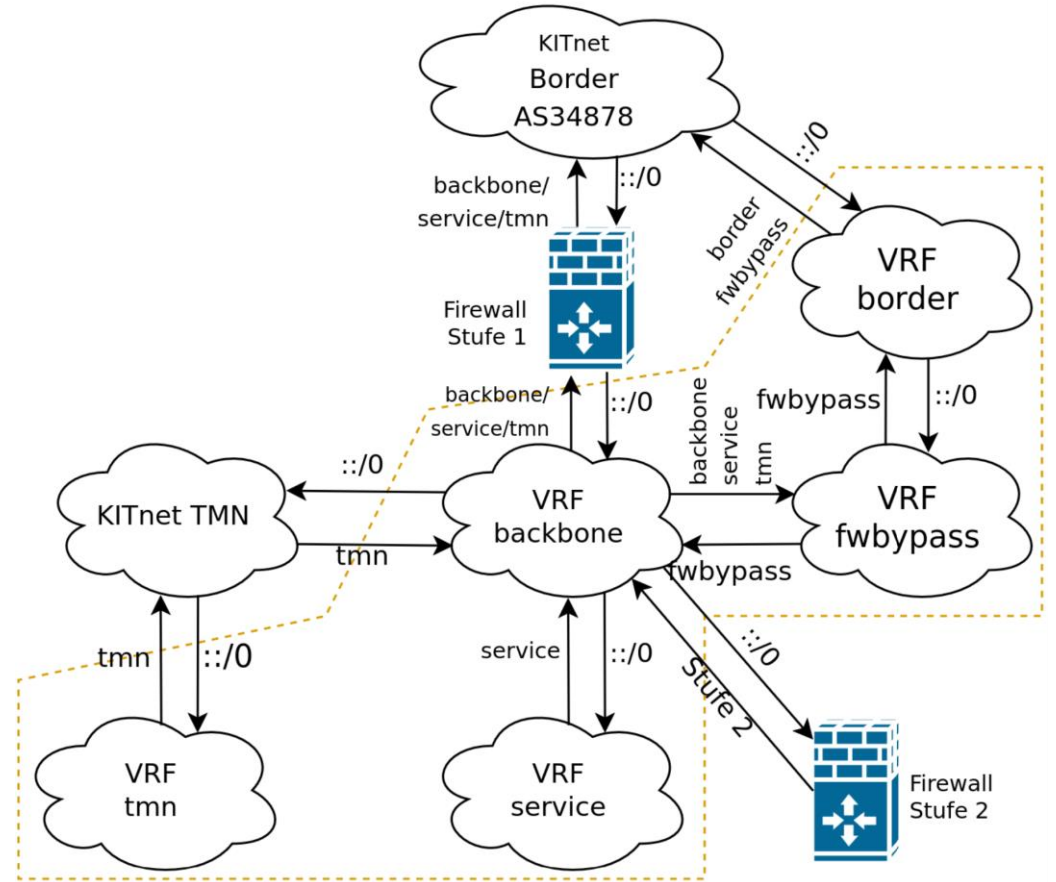 KITnet
Border
AS34878
::/0
backbone/
service/tmn
::/0
border
fwbypass
VRF
border
Firewall
Stufe 1
backbone/
service/tmn
::/0
backbone
service
tmn
fwbypass
::/0
::/0
KITnet TMN
VRF
backbone
VRF
fwbypass
tmn
fwbypass
tmn
::/0
service
::/0
::/0
Stufe 2
VRF
tmn
VRF
service
Firewall
Stufe 2